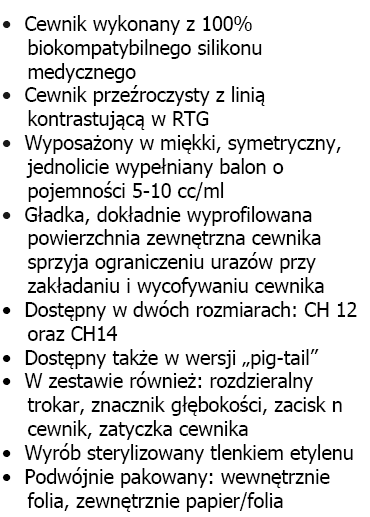 • Cewnik wykonany z 100%
biokompatybilnego silikonu
medycznego
• Cewnik przeźroczysty z linią
kontrastującą w RTG
• Wyposażony w miękki, symetryczny,
jednolicie wypełniany balon o
pojemności 5-10 cc/ml
• Gładka, dokładnie wyprofilowana
powierzchnia zewnętrzna cewnika
sprzyja ograniczeniu urazów przy
zakładaniu i wycofywaniu cewnika
• Dostępny w dwóch rozmiarach: CH 12
oraz CH14
• Dostępny także w wersji „pig-tail”
• W zestawie również: rozdzieralny
trokar, znacznik głębokości, zacisk n
cewnik, zatyczka cewnika
• Wyrób sterylizowany tlenkiem etylenu
• Podwójnie pakowany: wewnętrznie
folia, zewnętrznie papier/folia